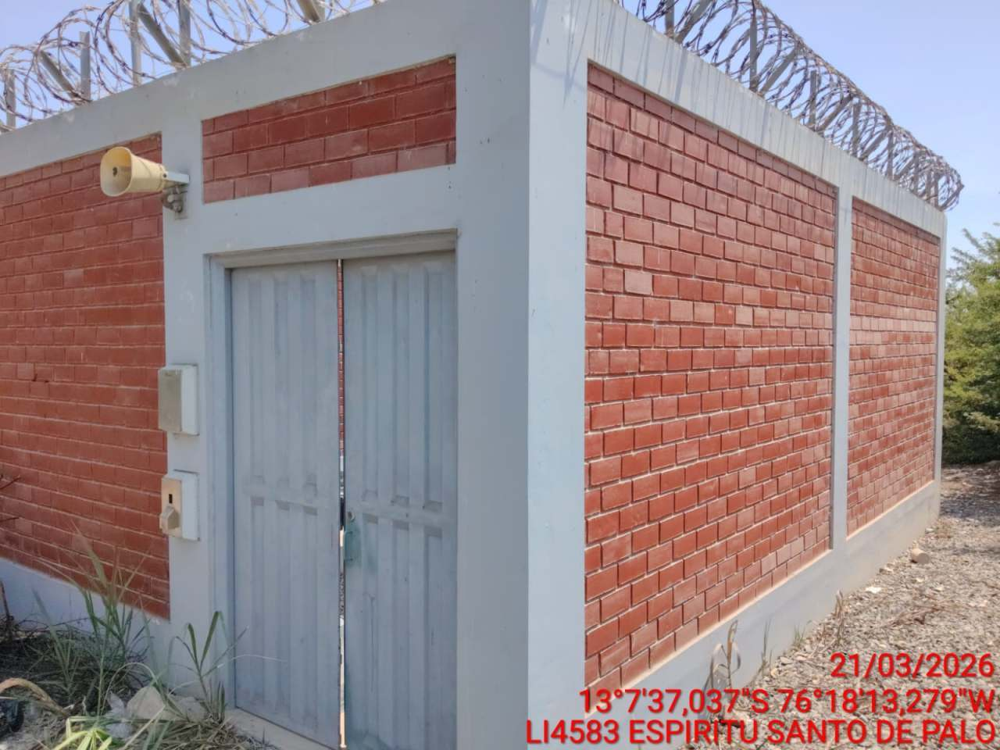 21/03/2026
13°7'37,037"S 76°18'13,279"W
LI4583 ESPIRITU SANTO DE PALO